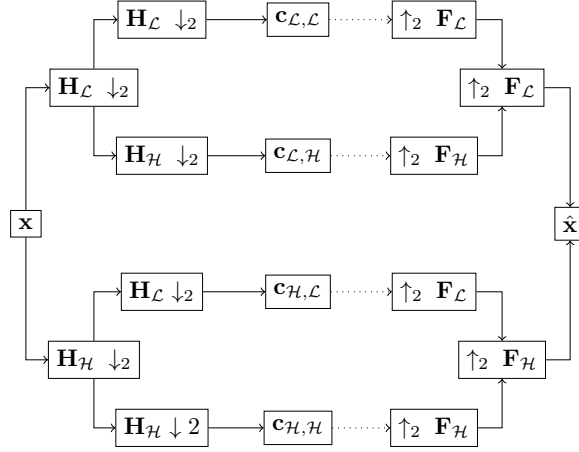 𝐇_ℒ ↓₂ 𝐜_{ℒ,ℒ} ↑₂ 𝐅_ℒ
𝐇_ℒ ↓₂ ↑₂ 𝐅_ℒ
𝐇_ℋ ↓₂ 𝐜_{ℒ,ℋ} ↑₂ 𝐅_ℋ
𝐱 𝐱̂
𝐇_ℒ ↓₂ 𝐜_{ℋ,ℒ} ↑₂ 𝐅_ℒ
𝐇_ℋ ↓₂ ↑₂ 𝐅_ℋ
𝐇_ℋ ↓ 2 𝐜_{ℋ,ℋ} ↑₂ 𝐅_ℋ